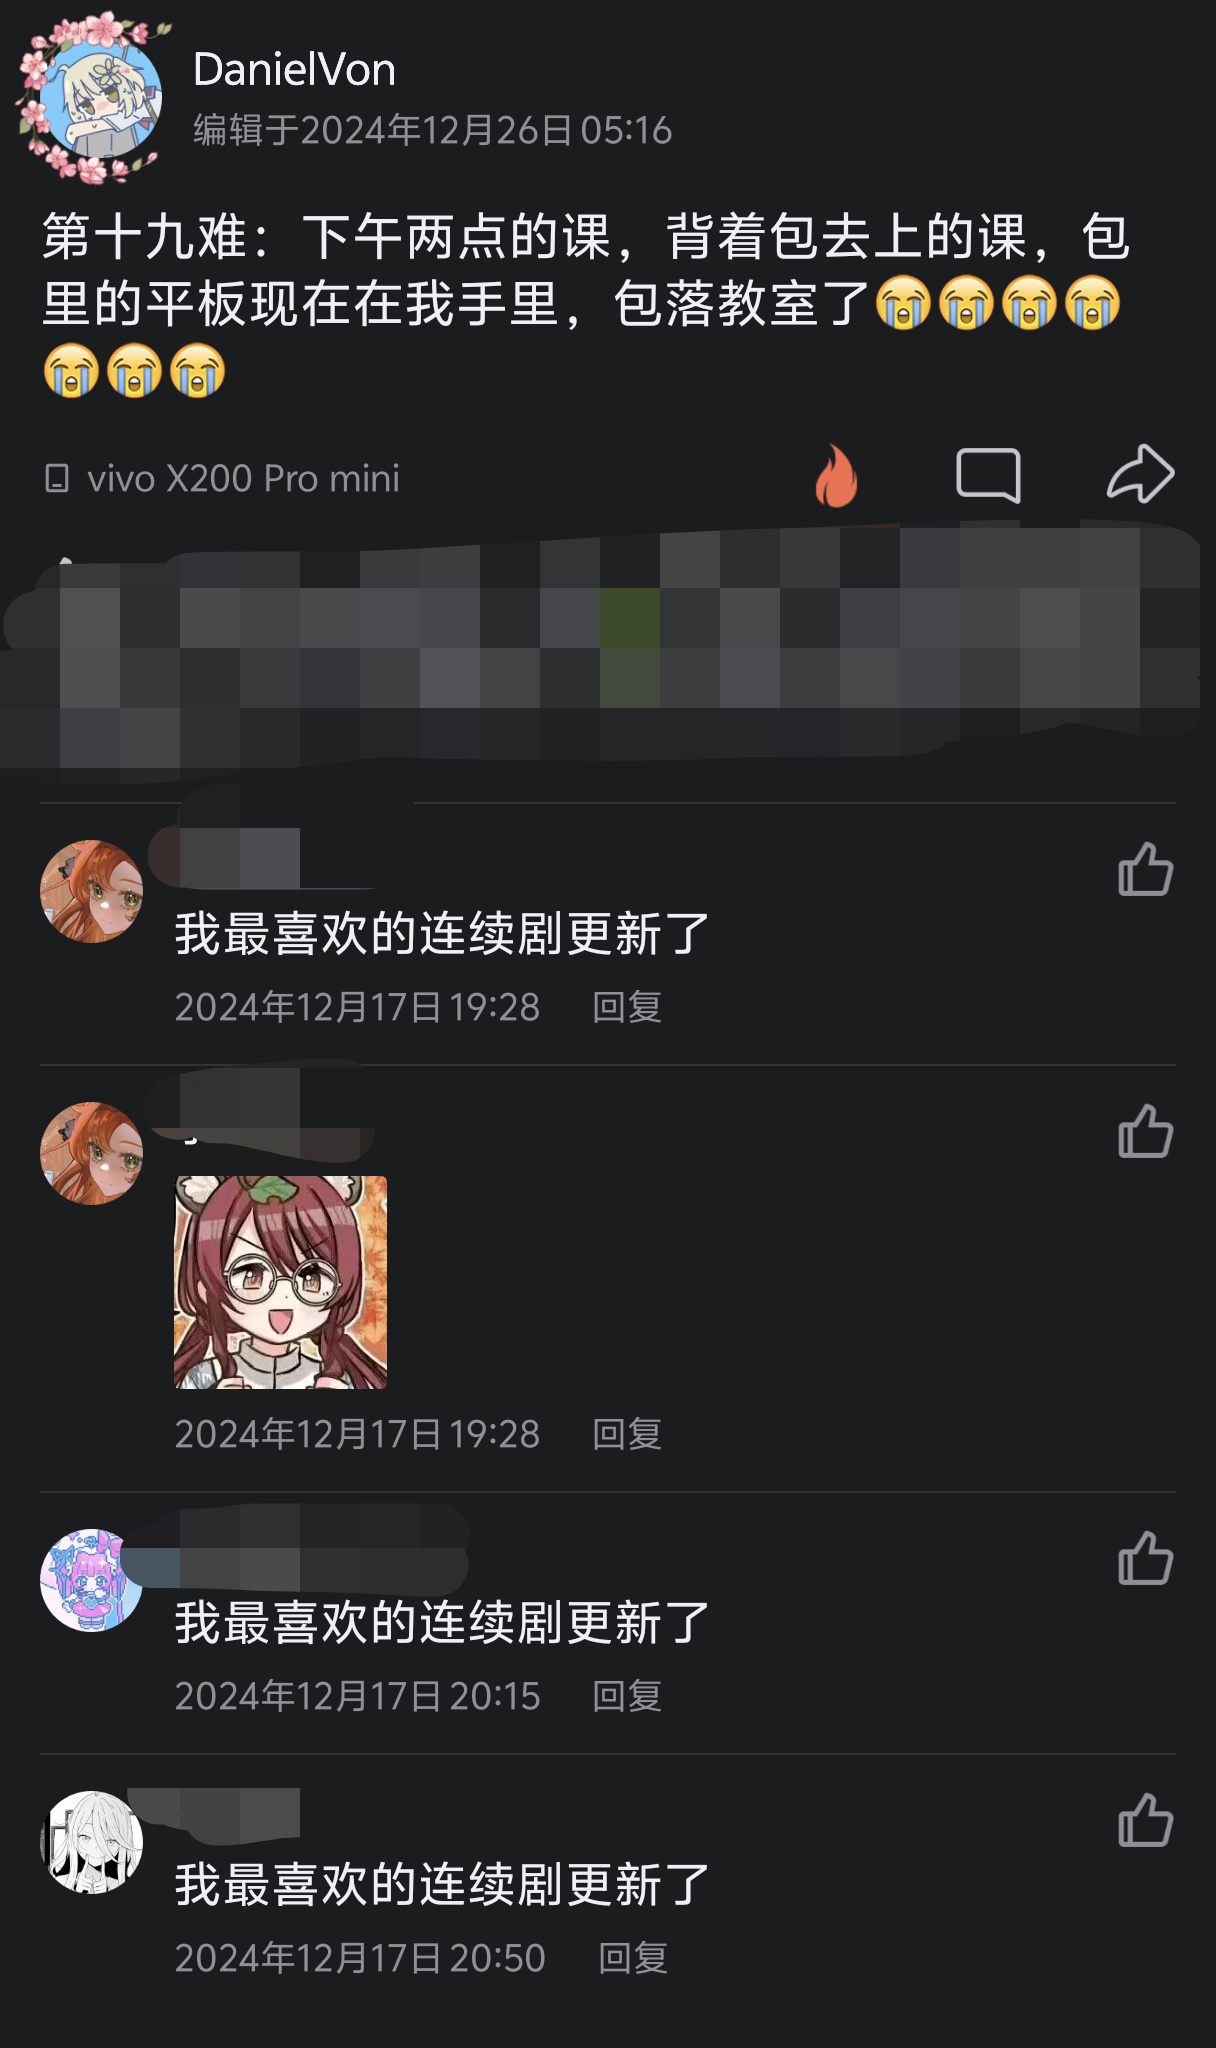 DanielVon
编辑于2024年12月26日 05:16
第十九难：下午两点的课，背着包去上的课，包
里的平板现在在我手里，包落教室了😭😭😭😭
😭😭😭
vivo X200 Pro mini
我最喜欢的连续剧更新了
2024年12月17日 19:28 回复
2024年12月17日 19:28 回复
我最喜欢的连续剧更新了
2024年12月17日 20:15 回复
我最喜欢的连续剧更新了
2024年12月17日 20:50 回复